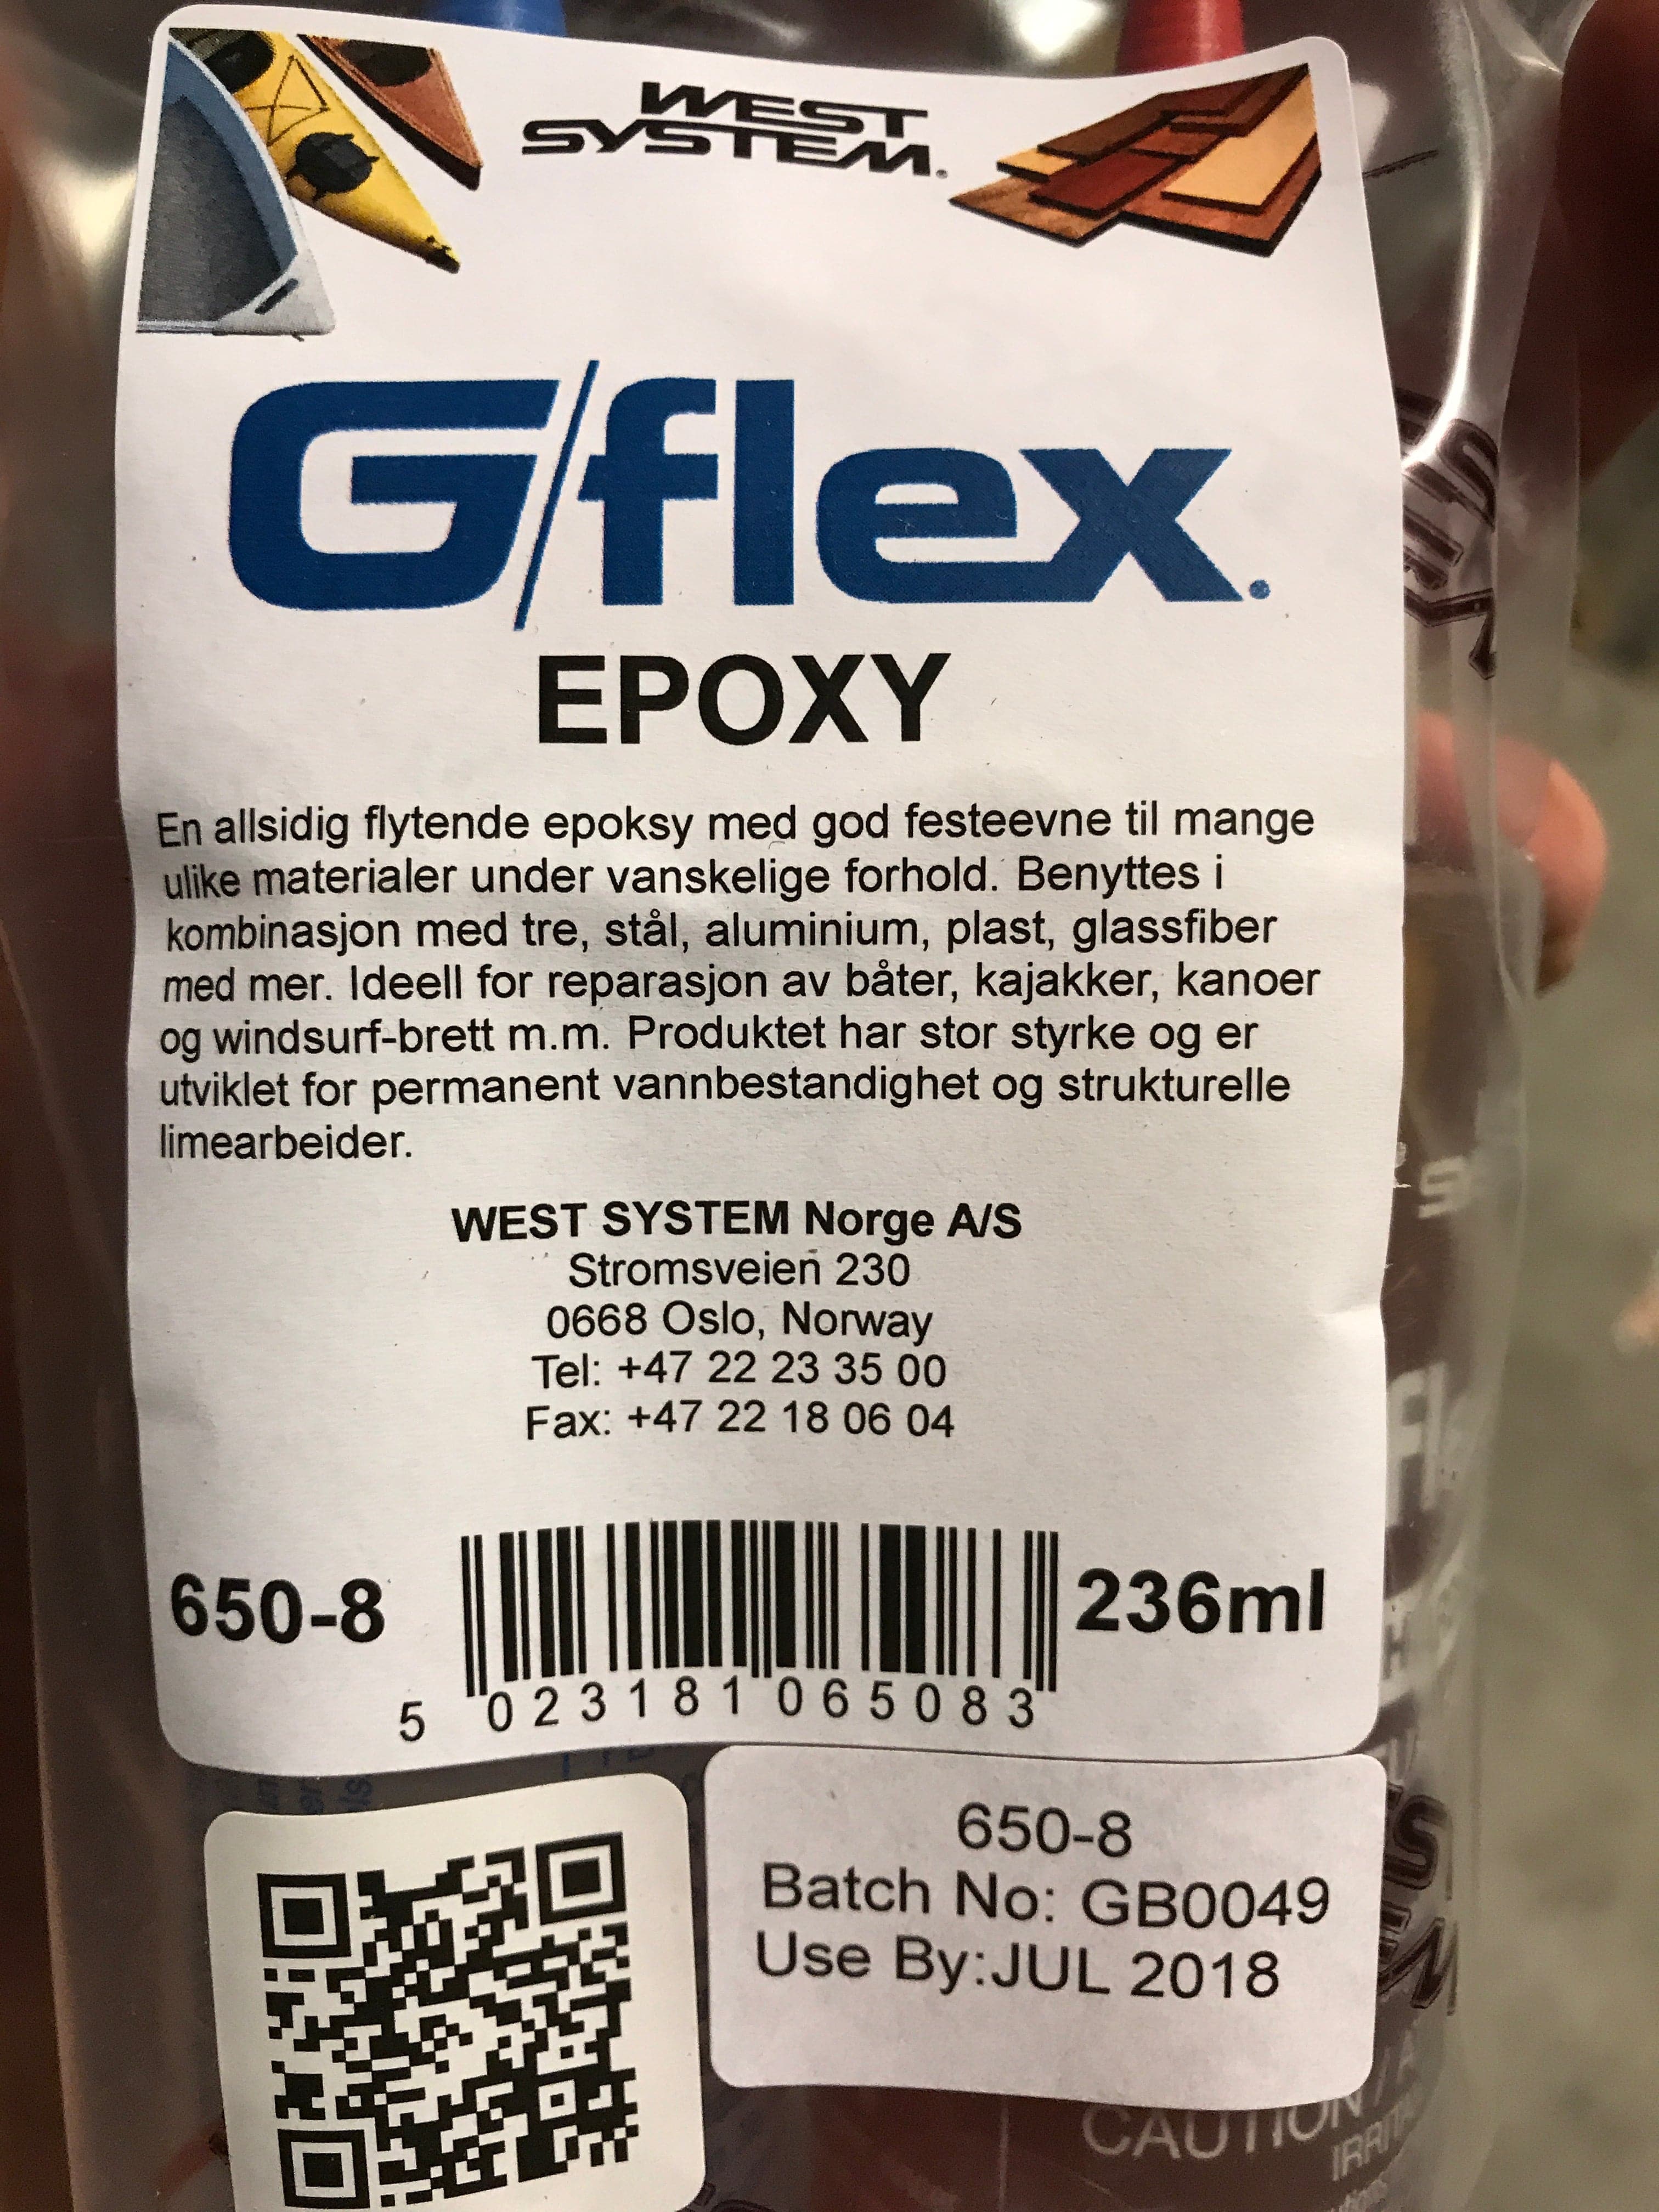 WEST
SYSTEM®
G/flex®
EPOXY
En allsidig flytende epoksy med god festeevne til mange
ulike materialer under vanskelige forhold. Benyttes i
kombinasjon med tre, stål, aluminium, plast, glassfiber
med mer. Ideell for reparasjon av båter, kajakker, kanoer
og windsurf-brett m.m. Produktet har stor styrke og er
utviklet for permanent vannbestandighet og strukturelle
limearbeider.
WEST SYSTEM Norge A/S
Stromsveien 230
0668 Oslo, Norway
Tel: +47 22 23 35 00
Fax: +47 22 18 06 04
650-8
236ml
5 023181 065083
650-8
Batch No: GB0049
Use By:JUL 2018
CAUTION